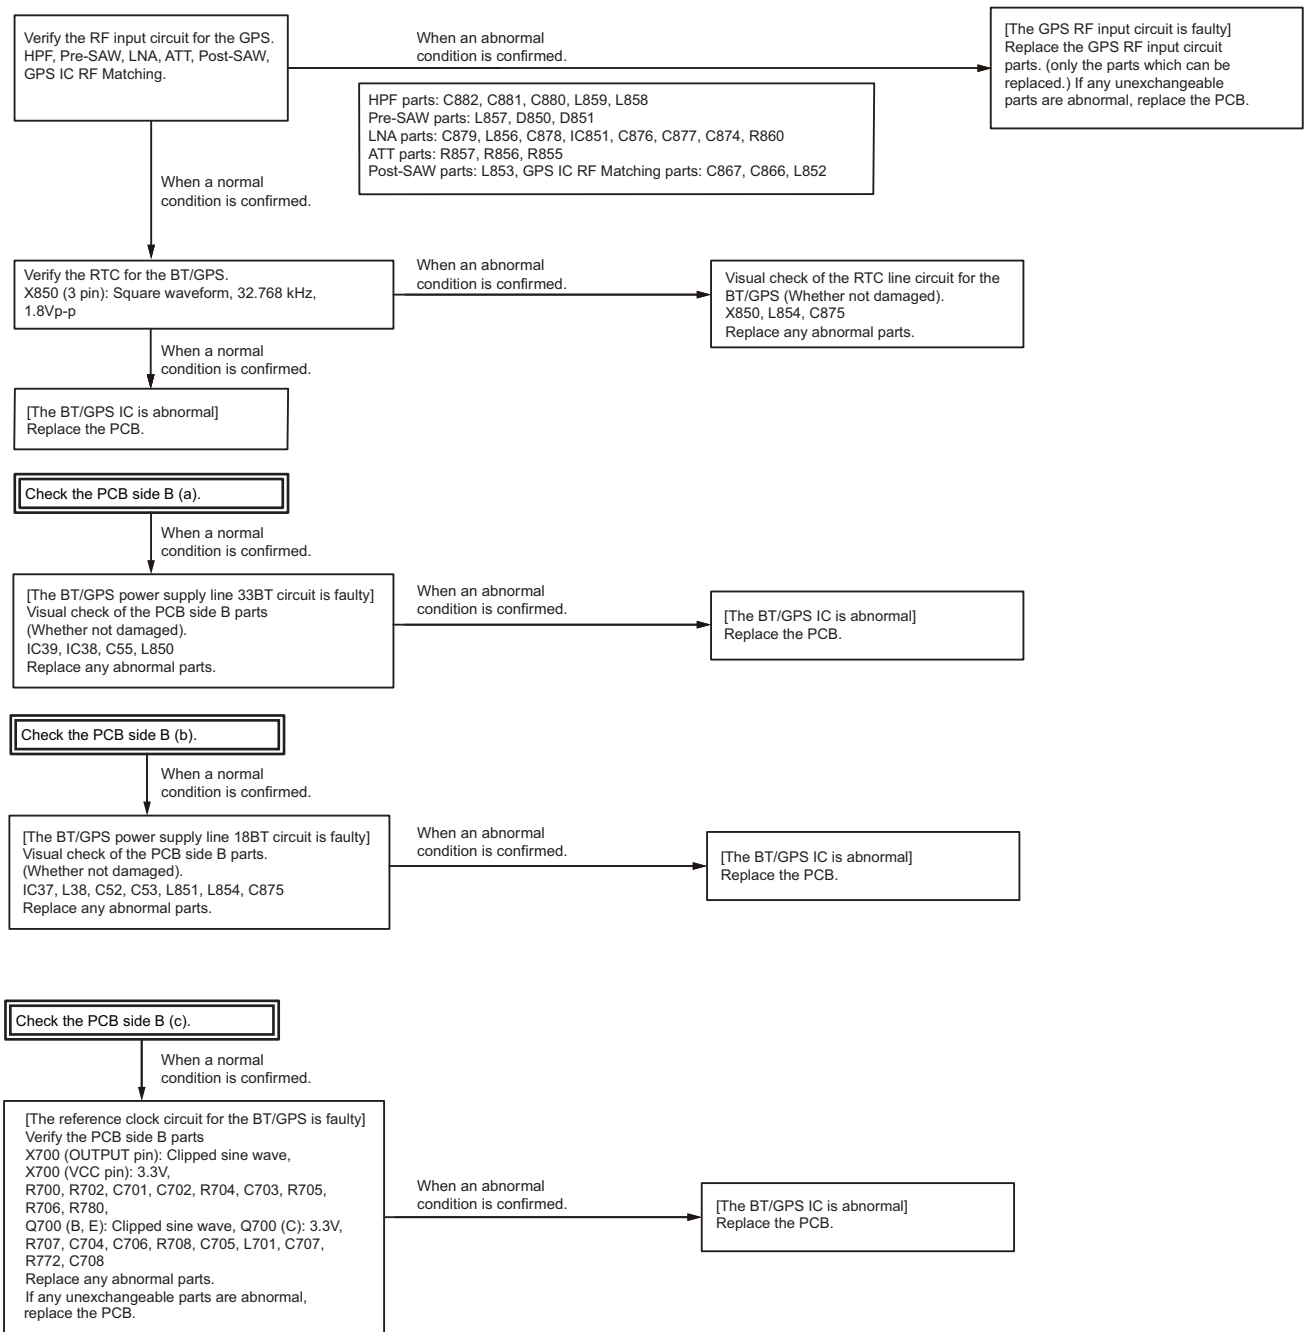 Verify the RF input circuit for the GPS.
HPF, Pre-SAW, LNA, ATT, Post-SAW,
GPS IC RF Matching.
When an abnormal
condition is confirmed.
[The GPS RF input circuit is faulty]
Replace the GPS RF input circuit
parts. (only the parts which can be
replaced.) If any unexchangeable
parts are abnormal, replace the PCB.
HPF parts: C882, C881, C880, L859, L858
Pre-SAW parts: L857, D850, D851
LNA parts: C879, L856, C878, IC851, C876, C877, C874, R860
ATT parts: R857, R856, R855
Post-SAW parts: L853, GPS IC RF Matching parts: C867, C866, L852
When a normal
condition is confirmed.
Verify the RTC for the BT/GPS.
X850 (3 pin): Square waveform, 32.768 kHz,
1.8Vp-p
When an abnormal
condition is confirmed.
Visual check of the RTC line circuit for the
BT/GPS (Whether not damaged).
X850, L854, C875
Replace any abnormal parts.
When a normal
condition is confirmed.
[The BT/GPS IC is abnormal]
Replace the PCB.
Check the PCB side B (a).
When a normal
condition is confirmed.
[The BT/GPS power supply line 33BT circuit is faulty]
Visual check of the PCB side B parts
(Whether not damaged).
IC39, IC38, C55, L850
Replace any abnormal parts.
When an abnormal
condition is confirmed.
[The BT/GPS IC is abnormal]
Replace the PCB.
Check the PCB side B (b).
When a normal
condition is confirmed.
[The BT/GPS power supply line 18BT circuit is faulty]
Visual check of the PCB side B parts.
(Whether not damaged).
IC37, L38, C52, C53, L851, L854, C875
Replace any abnormal parts.
When an abnormal
condition is confirmed.
[The BT/GPS IC is abnormal]
Replace the PCB.
Check the PCB side B (c).
When a normal
condition is confirmed.
[The reference clock circuit for the BT/GPS is faulty]
Verify the PCB side B parts
X700 (OUTPUT pin): Clipped sine wave,
X700 (VCC pin): 3.3V,
R700, R702, C701, C702, R704, C703, R705,
R706, R780,
Q700 (B, E): Clipped sine wave, Q700 (C): 3.3V,
R707, C704, C706, R708, C705, L701, C707,
R772, C708
Replace any abnormal parts.
If any unexchangeable parts are abnormal,
replace the PCB.
When an abnormal
condition is confirmed.
[The BT/GPS IC is abnormal]
Replace the PCB.